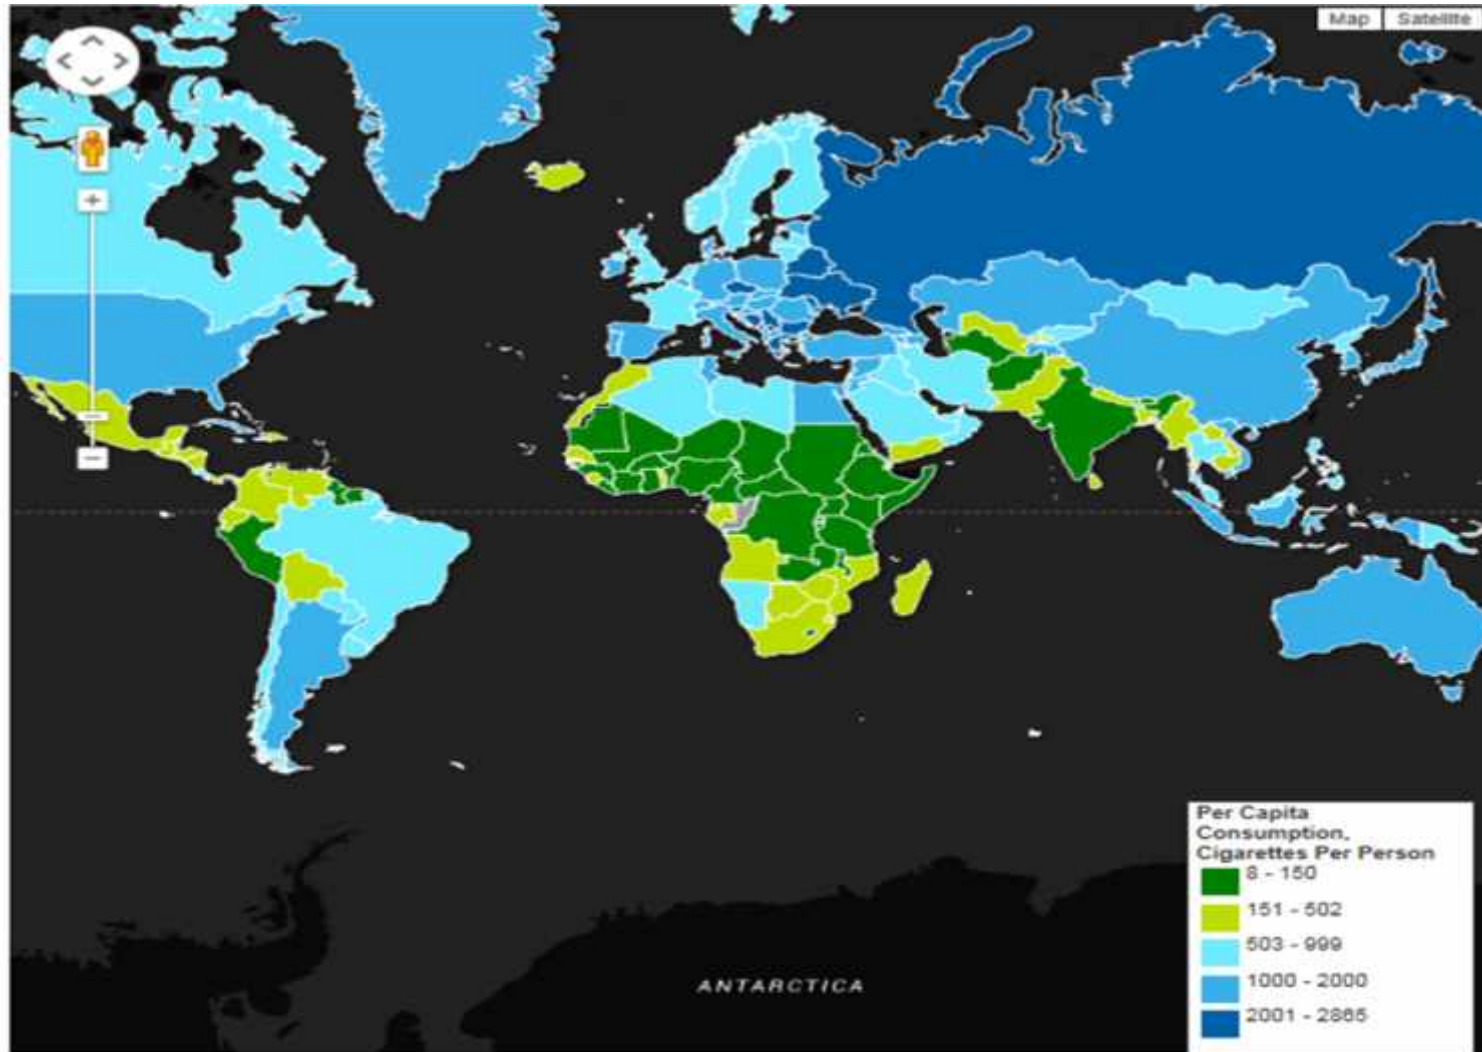 Map Satellite
ANTARCTICA
Per Capita
Consumption,
Cigarettes Per Person
8 - 150
151 - 502
503 - 999
1000 - 2000
2001 - 2865